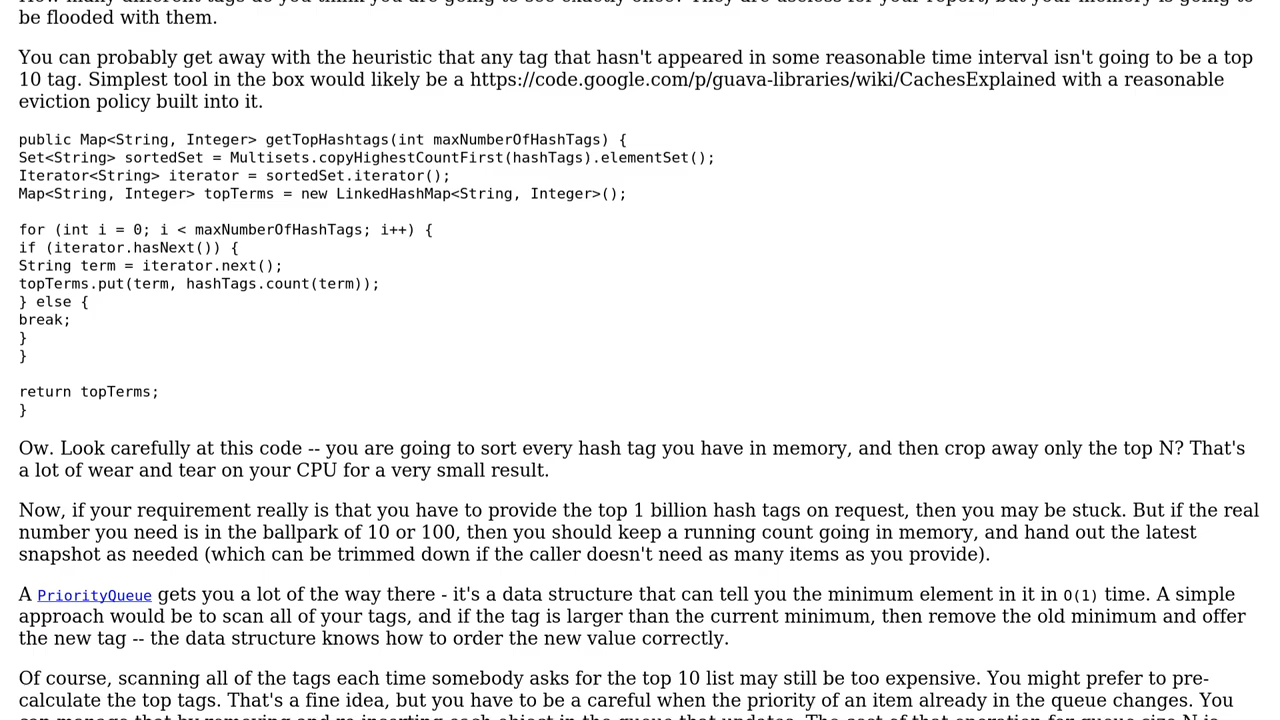 be flooded with them.
You can probably get away with the heuristic that any tag that hasn't appeared in some reasonable time interval isn't going to be a top
10 tag. Simplest tool in the box would likely be a https://code.google.com/p/guava-libraries/wiki/CachesExplained with a reasonable
eviction policy built into it.
public Map<String, Integer> getTopHashtags(int maxNumberOfHashTags) {
Set<String> sortedSet = Multisets.copyHighestCountFirst(hashTags).elementSet();
Iterator<String> iterator = sortedSet.iterator();
Map<String, Integer> topTerms = new LinkedHashMap<String, Integer>();
for (int i = 0; i < maxNumberOfHashTags; i++) {
if (iterator.hasNext()) {
String term = iterator.next();
topTerms.put(term, hashTags.count(term));
} else {
break;
}
}
return topTerms;
}
Ow. Look carefully at this code -- you are going to sort every hash tag you have in memory, and then crop away only the top N? That's
a lot of wear and tear on your CPU for a very small result.
Now, if your requirement really is that you have to provide the top 1 billion hash tags on request, then you may be stuck. But if the real
number you need is in the ballpark of 10 or 100, then you should keep a running count going in memory, and hand out the latest
snapshot as needed (which can be trimmed down if the caller doesn't need as many items as you provide).
A PriorityQueue gets you a lot of the way there - it's a data structure that can tell you the minimum element in it in O(1) time. A simple
approach would be to scan all of your tags, and if the tag is larger than the current minimum, then remove the old minimum and offer
the new tag -- the data structure knows how to order the new value correctly.
Of course, scanning all of the tags each time somebody asks for the top 10 list may still be too expensive. You might prefer to pre-
calculate the top tags. That's a fine idea, but you have to be a careful when the priority of an item already in the queue changes. You